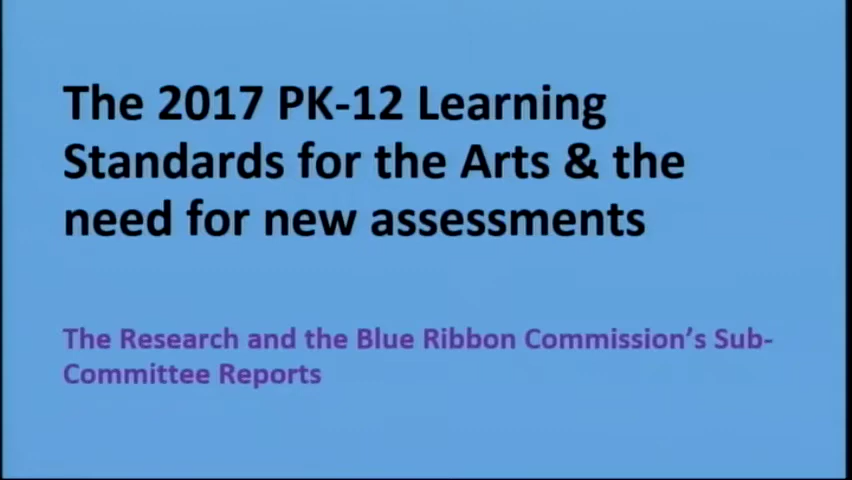 The 2017 PK-12 Learning
Standards for the Arts & the
need for new assessments
The Research and the Blue Ribbon Commission's Sub-
Committee Reports